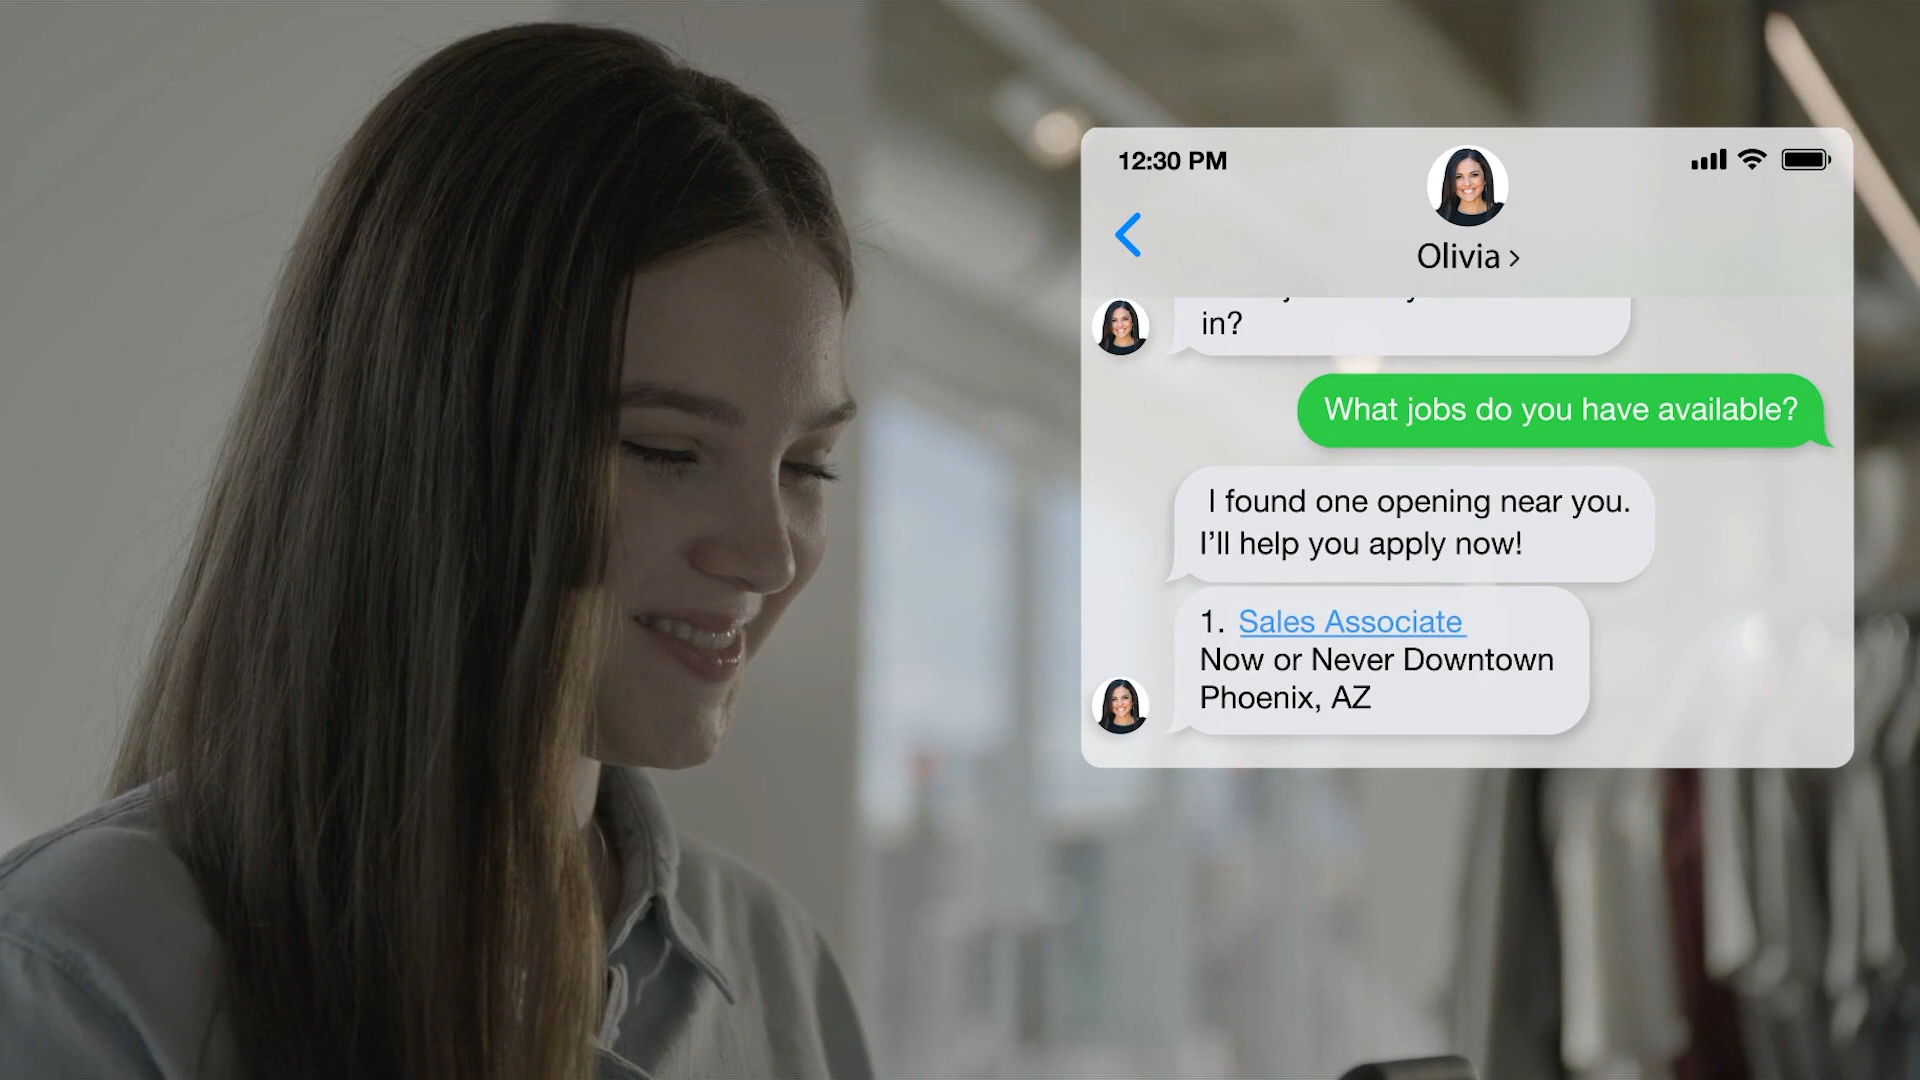 12:30 PM
Olivia >
in?
What jobs do you have available?
I found one opening near you.
I’ll help you apply now!
1. Sales Associate
Now or Never Downtown
Phoenix, AZ